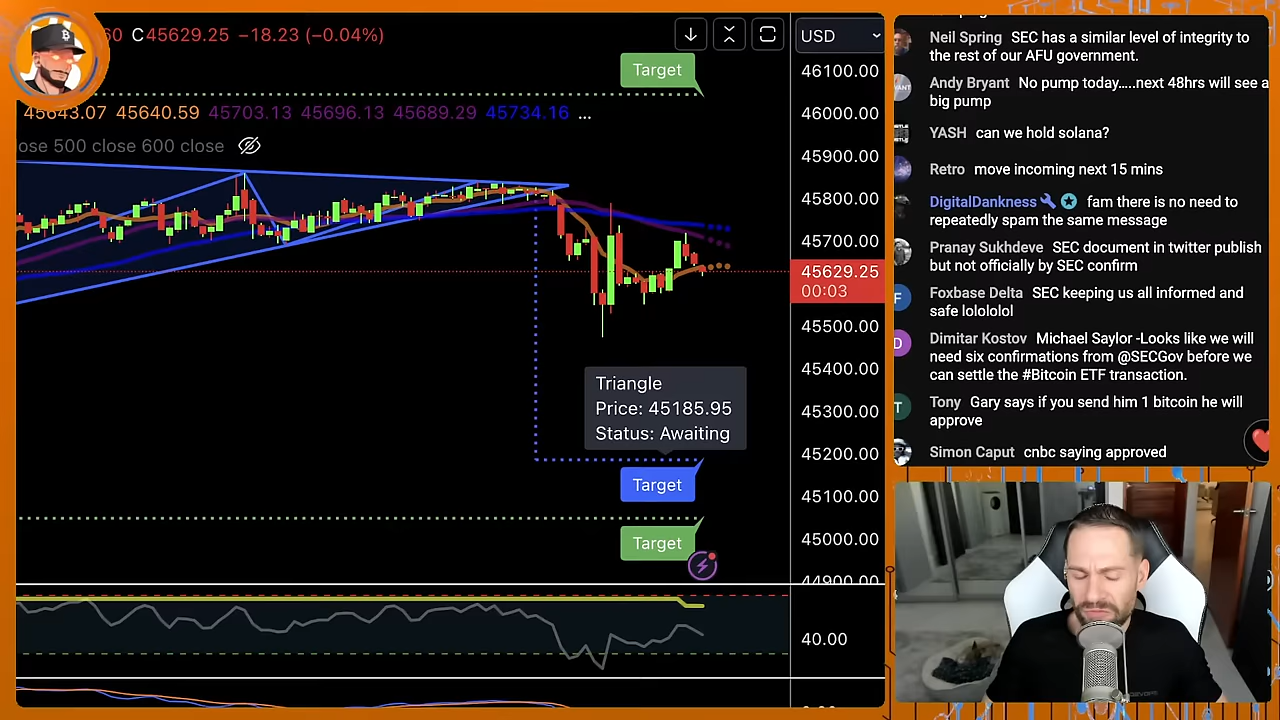 60 C45629.25 −18.23 (−0.04%)
45643.07 45640.59 45703.13 45696.13 45689.29 45734.16 ...
ose 500 close 600 close
Target
USD
46100.00
46000.00
45900.00
45800.00
45700.00
45629.25
00:03
45500.00
45400.00
45300.00
45200.00
45100.00
45000.00
44900.00
40.00
Triangle
Price: 45185.95
Status: Awaiting
Target
Target
Neil Spring SEC has a similar level of integrity to
the rest of our AFU government.
Andy Bryant No pump today.....next 48hrs will see a
big pump
YASH can we hold solana?
Retro move incoming next 15 mins
DigitalDankness fam there is no need to
repeatedly spam the same message
Pranay Sukhdeve SEC document in twitter publish
but not officially by SEC confirm
F
Foxbase Delta SEC keeping us all informed and
safe lolololol
D
Dimitar Kostov Michael Saylor -Looks like we will
need six confirmations from @SECGov before we
can settle the #Bitcoin ETF transaction.
T
Tony Gary says if you send him 1 bitcoin he will
approve
Simon Caput cnbc saying approved